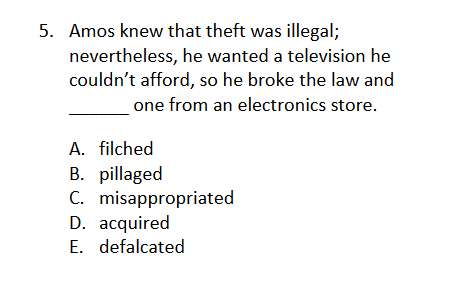 5. Amos knew that theft was illegal;
nevertheless, he wanted a television he
couldn't afford, so he broke the law and
______ one from an electronics store.
A. filched
B. pillaged
C. misappropriated
D. acquired
E. defalcated